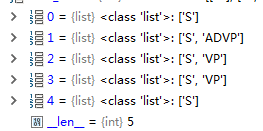 0 = {list} <class 'list'>: ['S']
1 = {list} <class 'list'>: ['S', 'ADVP']
2 = {list} <class 'list'>: ['S', 'VP']
3 = {list} <class 'list'>: ['S', 'VP']
4 = {list} <class 'list'>: ['S']
__len__ = {int} 5